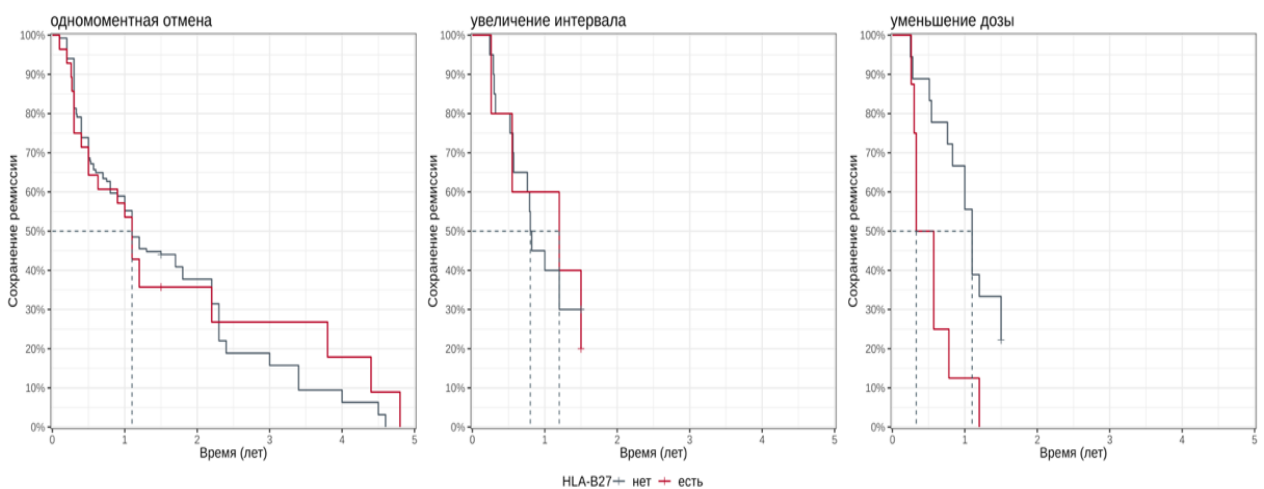 одномоментная отмена
увеличение интервала
уменьшение дозы
Сохранение ремиссии
100%
90%
80%
70%
60%
50%
40%
30%
20%
10%
0%
0 1 2 3 4 5
Время (лет)
Сохранение ремиссии
100%
90%
80%
70%
60%
50%
40%
30%
20%
10%
0%
0 1 2 3 4 5
Время (лет)
Сохранение ремиссии
100%
90%
80%
70%
60%
50%
40%
30%
20%
10%
0%
0 1 2 3 4 5
Время (лет)
HLA-B27 нет есть